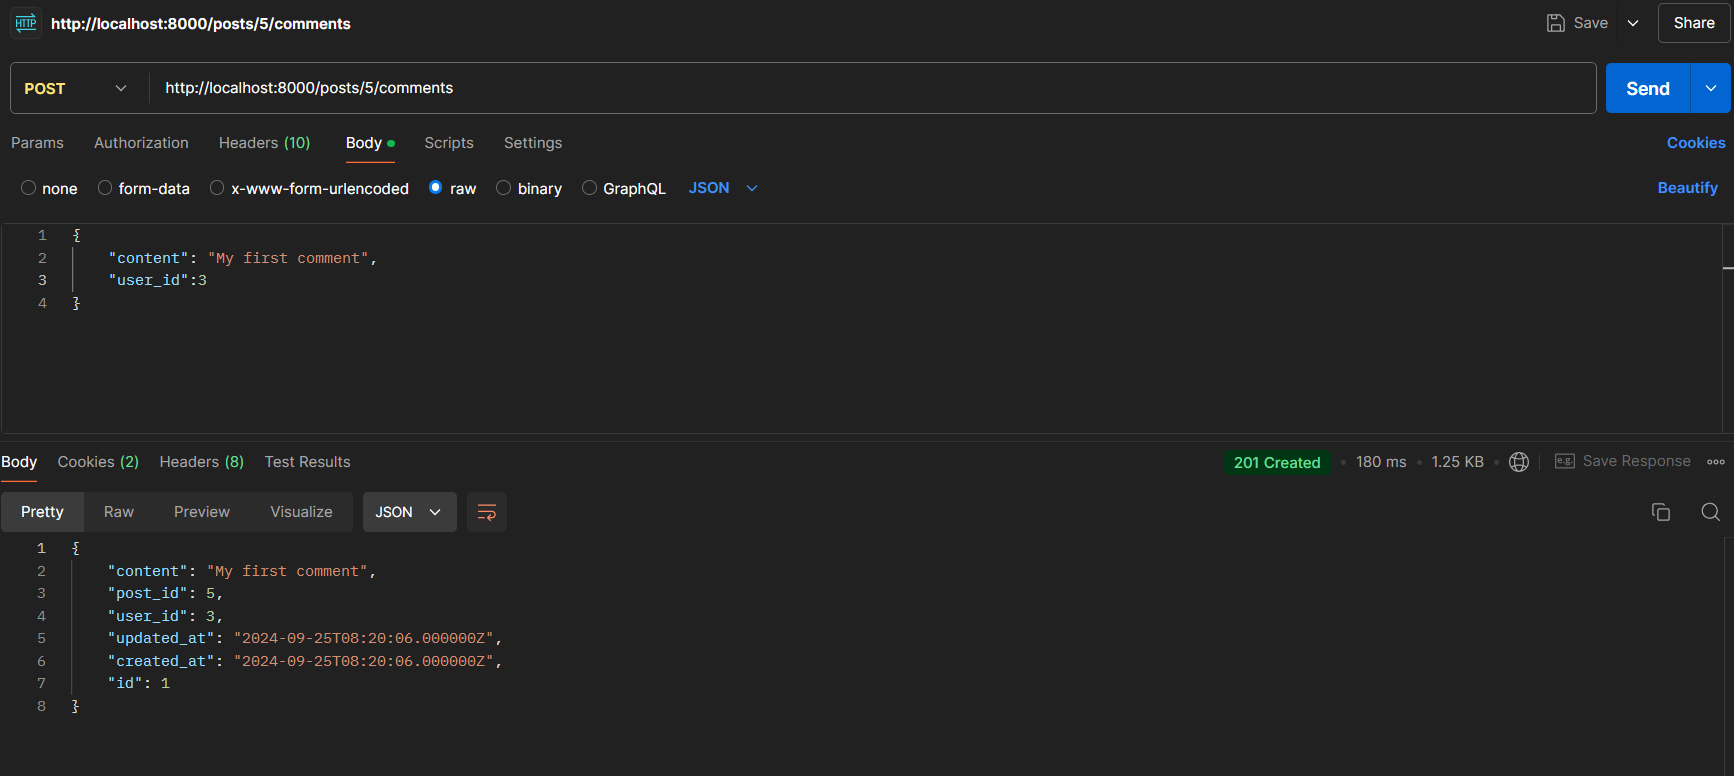 HTTP http://localhost:8000/posts/5/comments Save Share
POST http://localhost:8000/posts/5/comments Send
Params Authorization Headers (10) Body Scripts Settings Cookies
none form-data x-www-form-urlencoded raw binary GraphQL JSON Beautify
1 {
2 "content": "My first comment",
3 "user_id":3
4 }
Body Cookies (2) Headers (8) Test Results 201 Created 180 ms 1.25 KB e.g. Save Response
Pretty Raw Preview Visualize JSON
1 {
2 "content": "My first comment",
3 "post_id": 5,
4 "user_id": 3,
5 "updated_at": "2024-09-25T08:20:06.000000Z",
6 "created_at": "2024-09-25T08:20:06.000000Z",
7 "id": 1
8 }